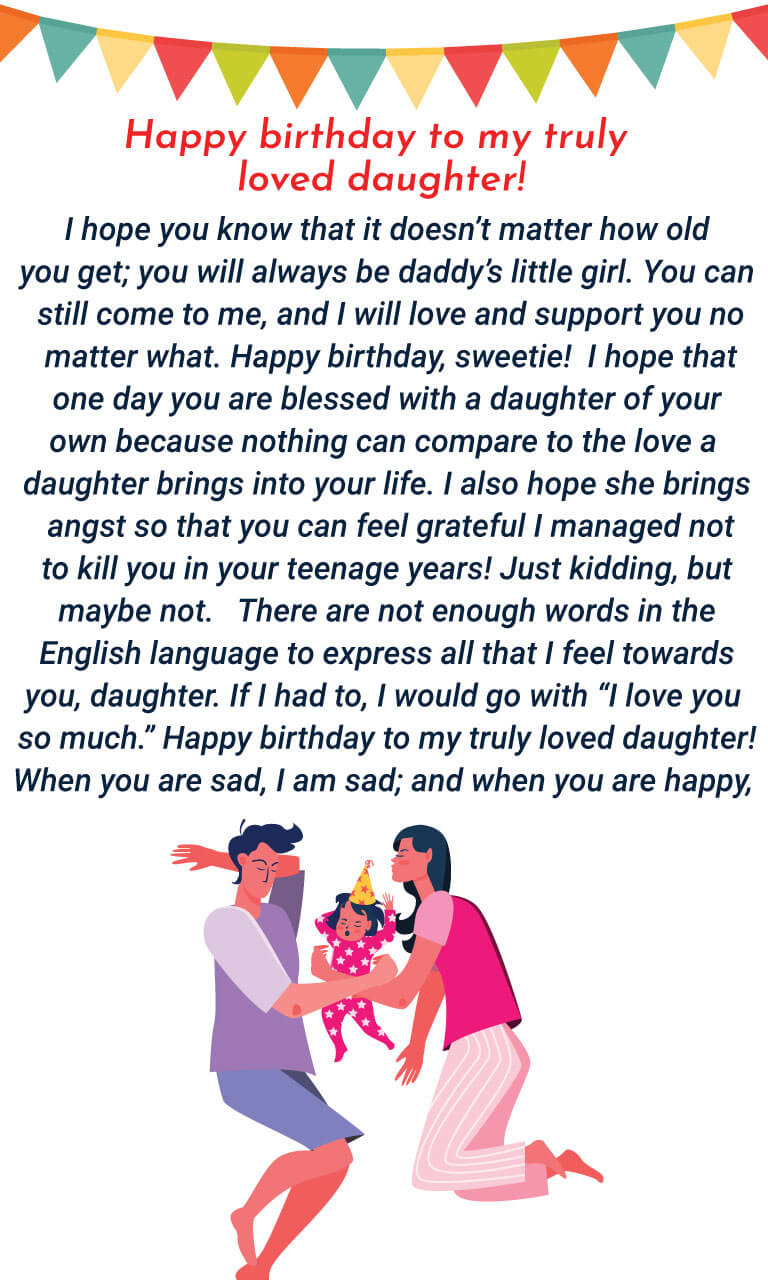 Happy birthday to my truly
loved daughter!
I hope you know that it doesn’t matter how old
you get; you will always be daddy’s little girl. You can
still come to me, and I will love and support you no
matter what. Happy birthday, sweetie!  I hope that
one day you are blessed with a daughter of your
own because nothing can compare to the love a
daughter brings into your life. I also hope she brings
angst so that you can feel grateful I managed not
to kill you in your teenage years! Just kidding, but
maybe not.   There are not enough words in the
English language to express all that I feel towards
you, daughter. If I had to, I would go with “I love you
so much.” Happy birthday to my truly loved daughter!
When you are sad, I am sad; and when you are happy,